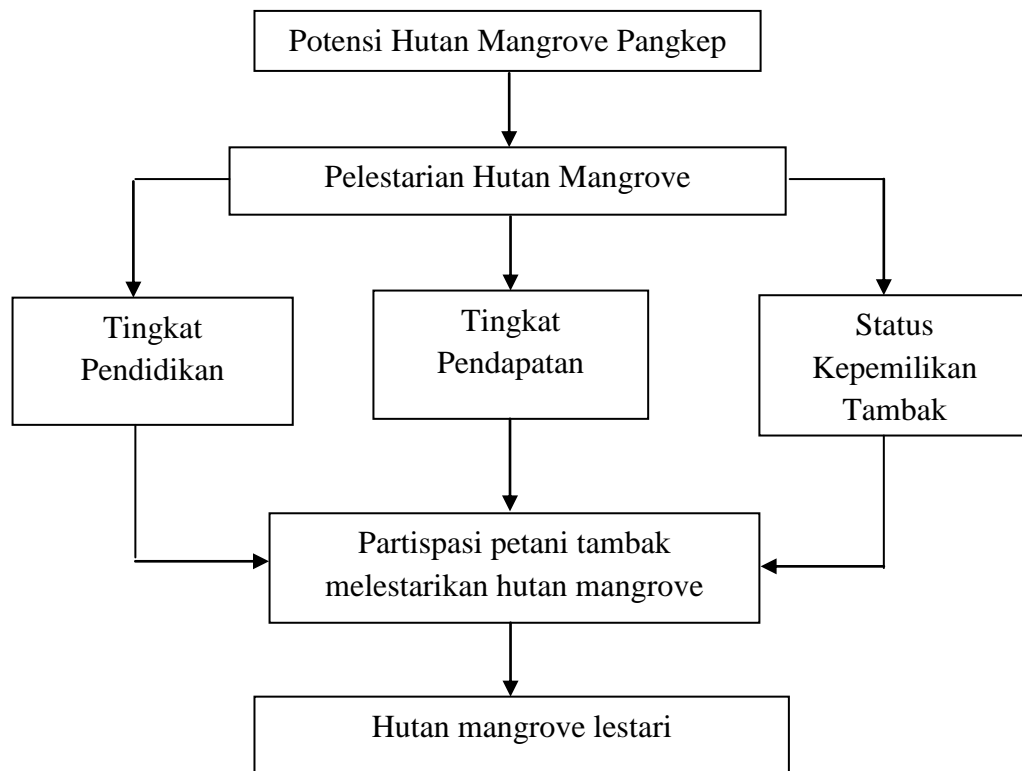 Potensi Hutan Mangrove Pangkep
Pelestarian Hutan Mangrove
Tingkat
Pendidikan
Tingkat
Pendapatan
Status
Kepemilikan
Tambak
Partispasi petani tambak
melestarikan hutan mangrove
Hutan mangrove lestari